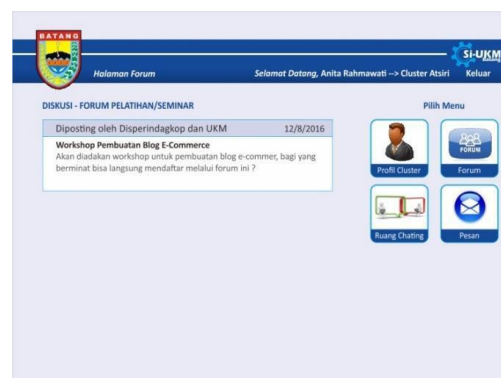 BATANG
Si-UKM
Halaman Forum
Selamat Datang, Anita Rahmawati --> Cluster Atsiri
Keluar
DISKUSI - FORUM PELATIHAN/SEMINAR
Pilih Menu
Diposting oleh Disperindagkop dan UKM 12/8/2016
Workshop Pembuatan Blog E-Commerce
Akan diadakan workshop untuk pembuatan blog e-commer, bagi yang
berminat bisa langsung mendaftar melalui forum ini ?
Profil Cluster
FORUM
Forum
Ruang Chating
Pesan